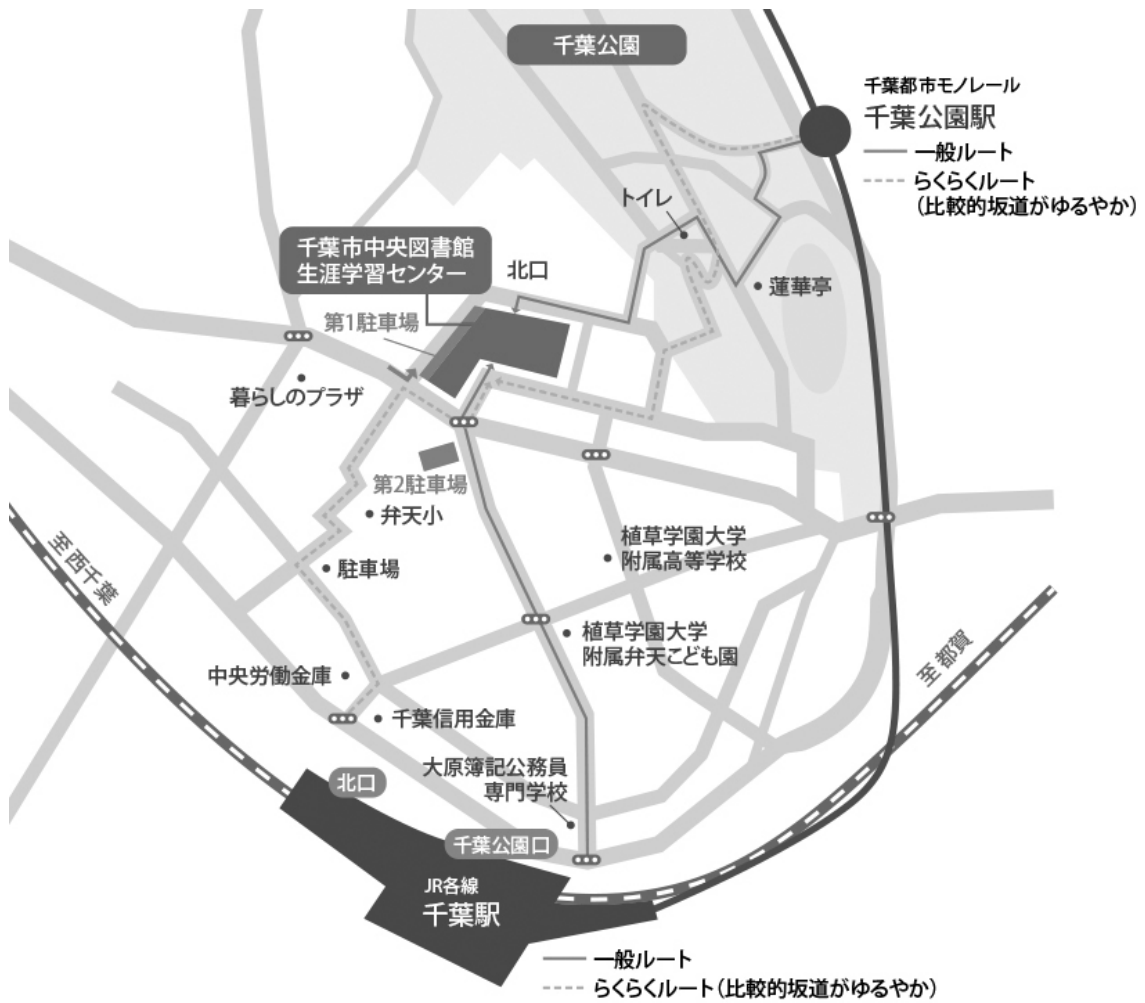 千葉公園
千葉都市モノレール
千葉公園駅
一般ルート
らくらくルート
(比較的坂道がゆるやか)
トイレ
千葉市中央図書館
生涯学習センター
北口
蓮華亭
第1駐車場
暮らしのプラザ
第2駐車場
弁天小
植草学園大学
附属高等学校
至西千葉
駐車場
植草学園大学
附属弁天こども園
至都賀
中央労働金庫
千葉信用金庫
大原簿記公務員
専門学校
北口
千葉公園口
JR各線
千葉駅
一般ルート
らくらくルート(比較的坂道がゆるやか)